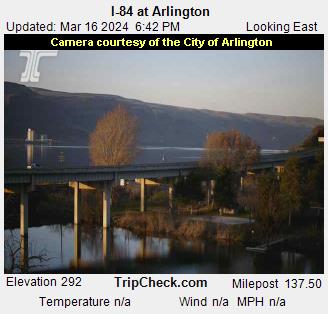 I-84 at Arlington
Updated: Mar 16 2024 6:42 PM Looking East
Camera courtesy of the City of Arlington
Elevation 292 TripCheck.com Milepost 137.50
Temperature n/a Wind n/a MPH n/a